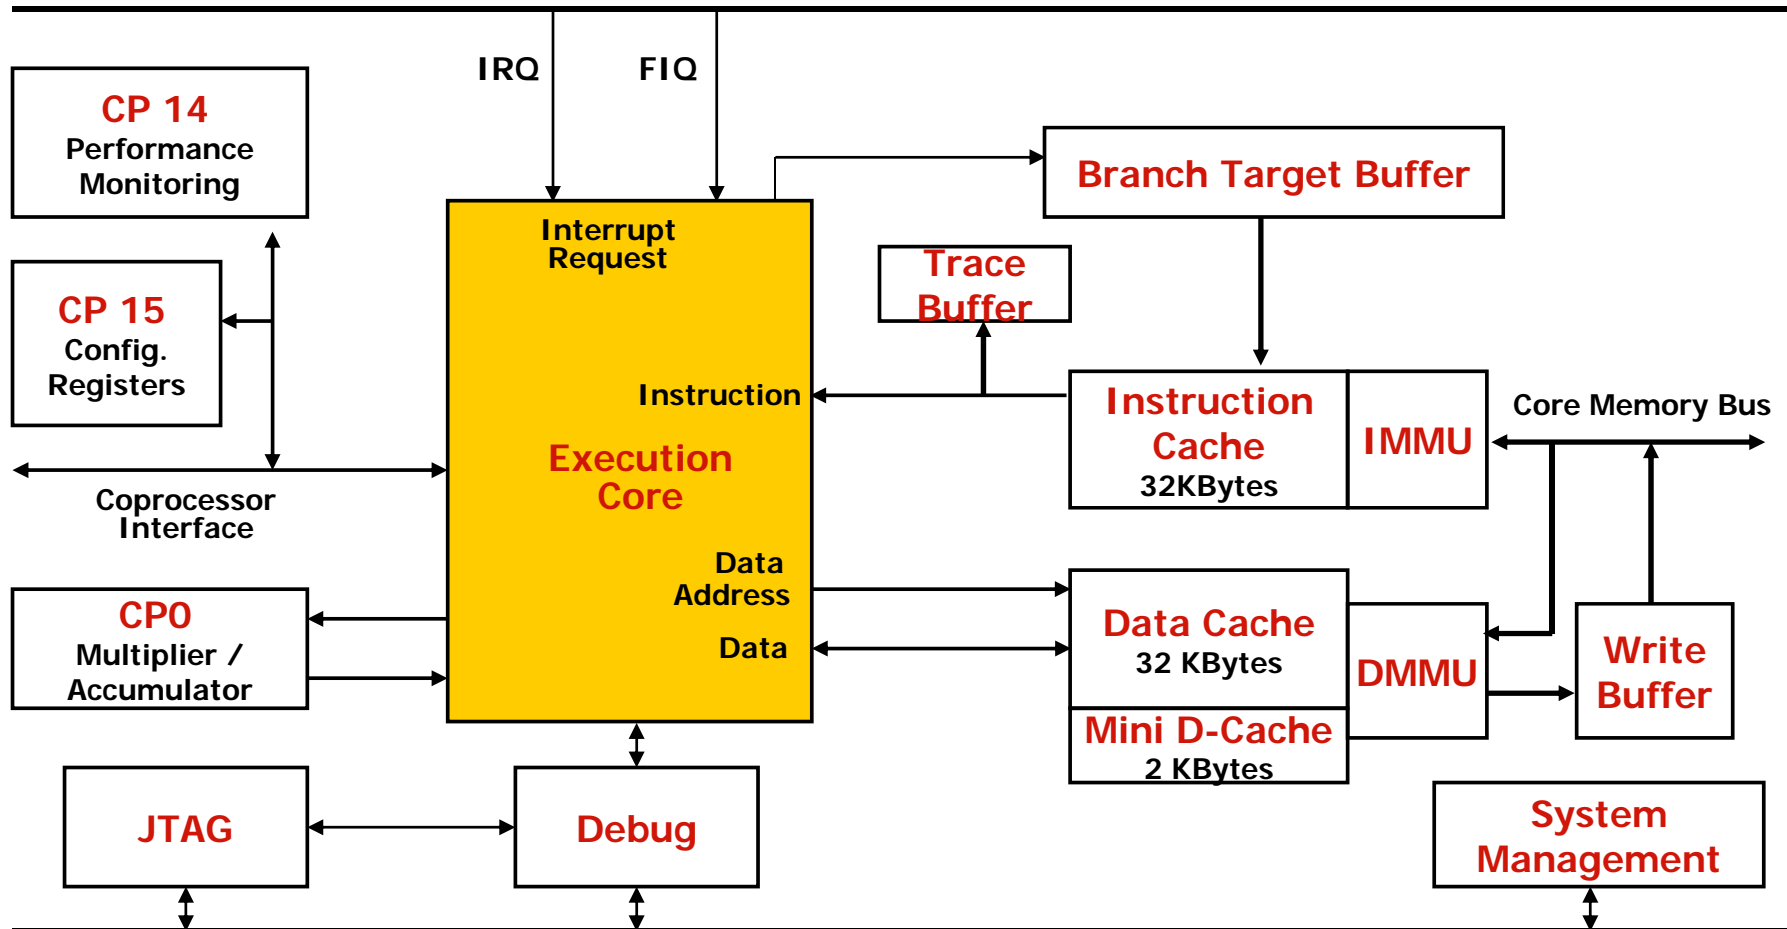 IRQ
FIQ
CP 14
Performance
Monitoring
Branch Target Buffer
Interrupt
Request
Trace
Buffer
CP 15
Config.
Registers
Instruction
Instruction
Cache
32KBytes
IMMU
Core Memory Bus
Execution
Core
Coprocessor
Interface
Data
Address
Data
CP0
Multiplier /
Accumulator
Data Cache
32 KBytes
DMMU
Write
Buffer
Mini D-Cache
2 KBytes
JTAG
Debug
System
Management